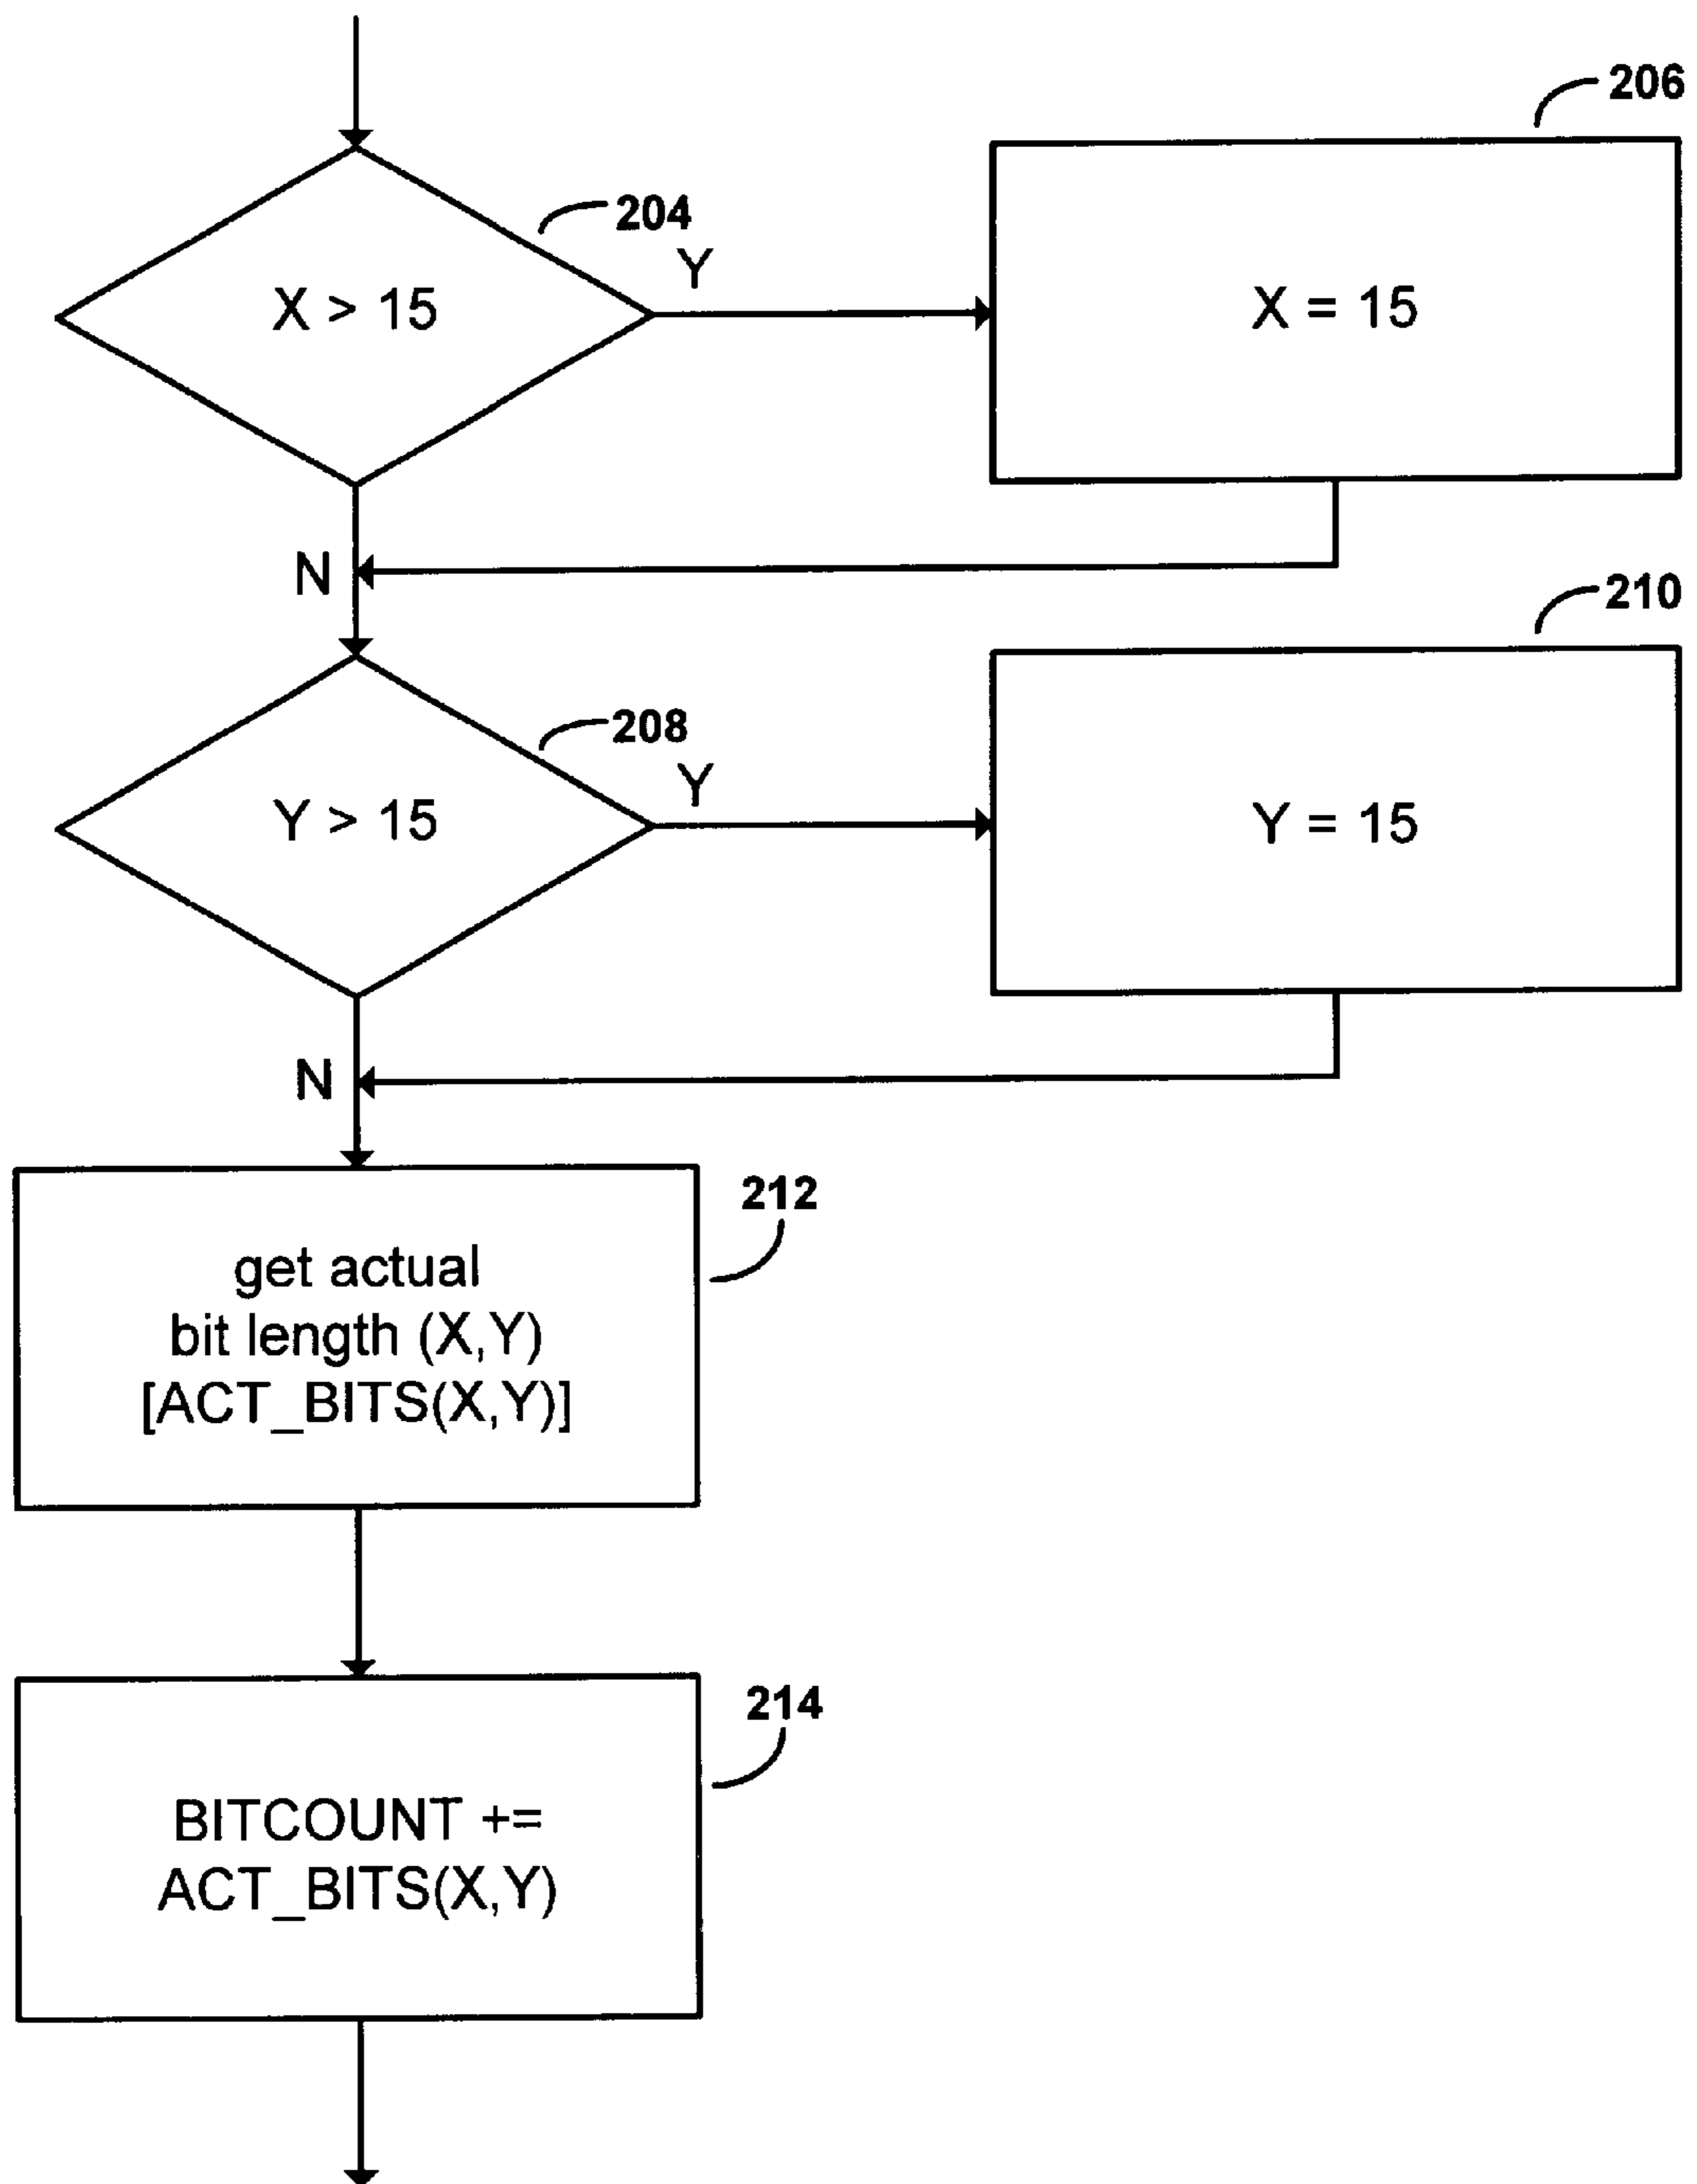 206
204
Y
X > 15
X = 15
N
210
208
Y
Y > 15
Y = 15
N
212
get actual
bit length (X,Y)
[ACT_BITS(X,Y)]
214
BITCOUNT +=
ACT_BITS(X,Y)